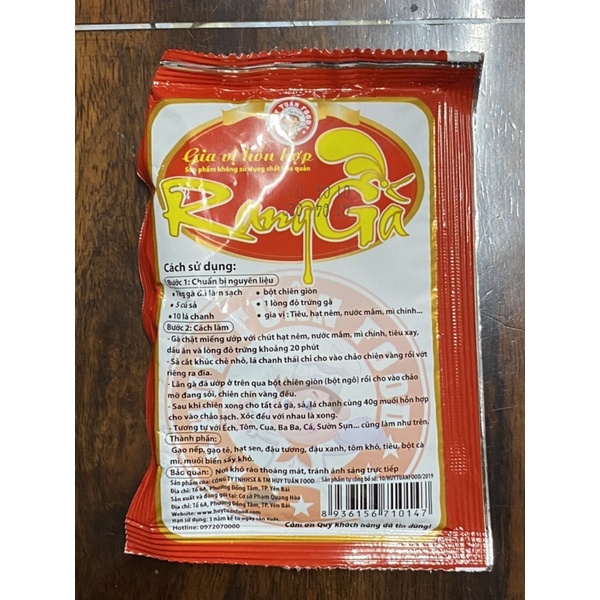 HUY TUẤN FOOD
Gia vị hỗn hợp
Sản phẩm không sử dụng chất bảo quản
Rang Gà
Cách sử dụng:
Bước 1: Chuẩn bị nguyên liệu
• 1kg gà Gi làm sạch • bột chiên giòn
• 5 củ sả • 1 lòng đỏ trứng gà
• 10 lá chanh • gia vị : Tiêu, hạt nêm, nước mắm, mì chính...
Bước 2: Cách làm
- Gà chặt miếng ướp với chút hạt nêm, nước mắm, mì chính, tiêu xay,
dầu ăn và lòng đỏ trứng khoảng 20 phút
- Sả cắt khúc chẻ nhỏ, lá chanh thái chỉ cho vào chảo chiên vàng rồi vớt
riêng ra đĩa.
- Lăn gà đã ướp ở trên qua bột chiên giòn (bột ngô) rồi cho vào chảo
mỡ đang sôi, chiên chín vàng đều.
- Sau khi chiên xong cho tất cả gà, sả, lá chanh cùng 40g muối hỗn hợp
cho vào chảo sạch. Xóc đều với nhau là xong.
- Tương tự với Ếch, Tôm, Cua, Ba Ba, Cá, Sườn Sụn... cũng làm như trên.
Thành phần:
Gạo nếp, gạo tẻ, hạt sen, đậu tương, đậu xanh, tôm khô, tiêu, bột cà
mì, muối biển sấy khô.
Bảo quản: Nơi khô ráo thoáng mát, tránh ánh sáng trực tiếp
Sản phẩm của: CÔNG TY TNHHSX & TM HUY TUẤN FOOD Sản phẩm tự công bố số: 10/HUYTUANFOOD/2019
Địa chỉ: Tổ 6A, Phường Đồng Tâm, TP. Yên Bái
Sản xuất và đóng gói tại: Cơ sở Phạm Quang Hòa
Địa chỉ: Tổ 6A, Phường Đồng Tâm, TP. Yên Bái
Website: www.huytuanfood.com
Hạn sử dụng: 1 năm kể từ ngày sản xuất
Hotline: 0972070000
8 936156 710147
Cảm ơn Quý khách hàng đã tin dùng!